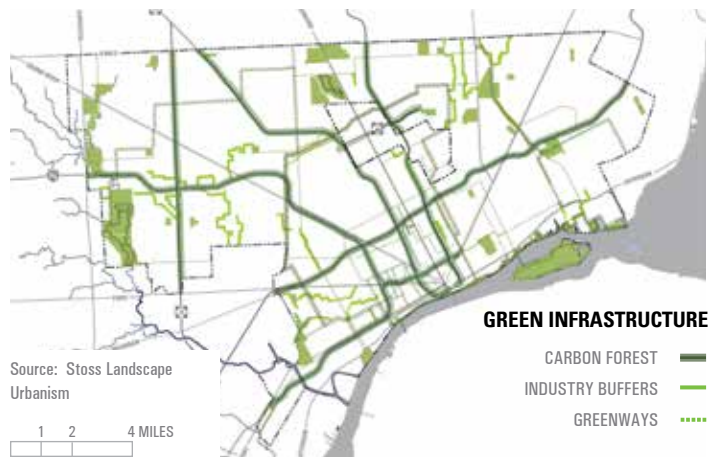 GREEN INFRASTRUCTURE
CARBON FOREST
INDUSTRY BUFFERS
GREENWAYS
Source: Stoss Landscape
Urbanism
1 2 4 MILES